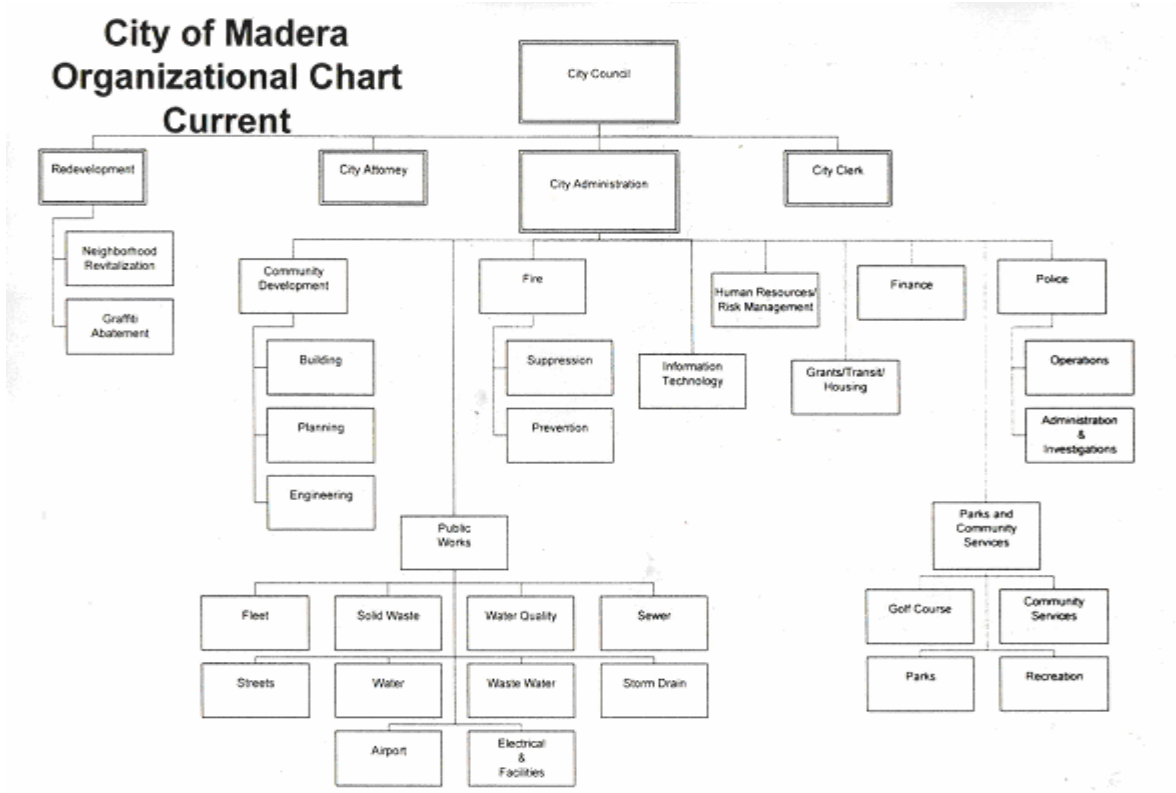 City of Madera
Organizational Chart
Current
City Council
Redevelopment
City Attorney
City Administration
City Clerk
Neighborhood
Revitalization
Graffiti
Abatement
Community
Development
Fire
Human Resources/
Risk Management
Finance
Police
Building
Suppression
Information
Technology
Grants/Transit/
Housing
Operations
Planning
Prevention
Administration
&
Investigations
Engineering
Public
Works
Parks and
Community
Services
Fleet
Solid Waste
Water Quality
Sewer
Golf Course
Community
Services
Streets
Water
Waste Water
Storm Drain
Parks
Recreation
Airport
Electrical
&
Facilities